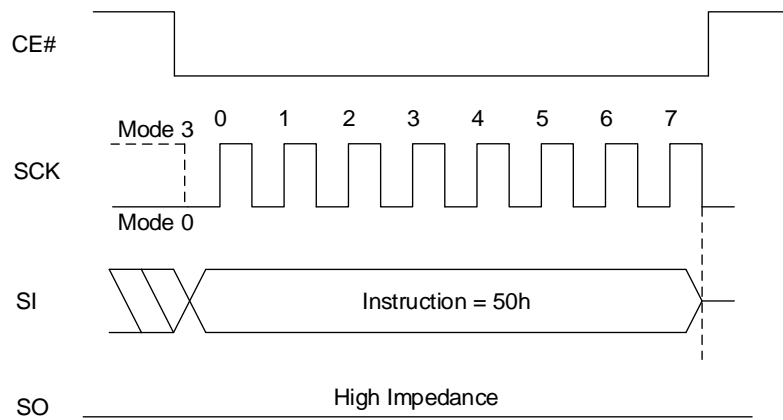 CE#
Mode 3
0 1 2 3 4 5 6 7
SCK
Mode 0
SI
Instruction = 50h
SO
High Impedance